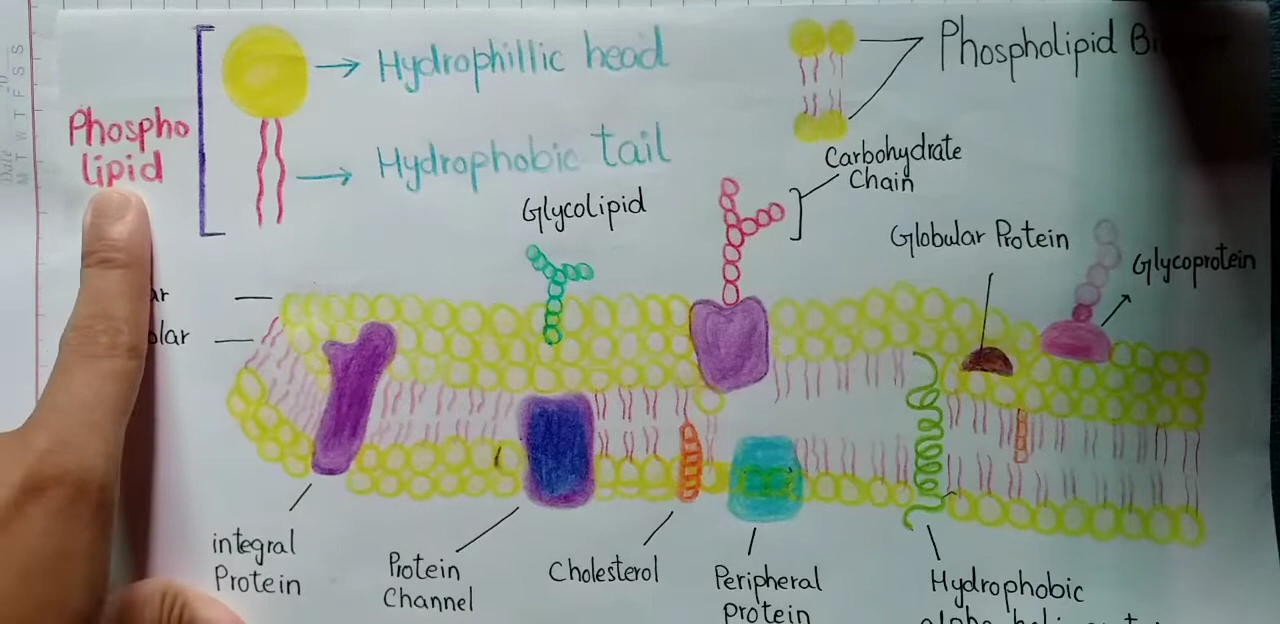 Date
M T W T F S S
Phospho
lipid
Hydrophillic head
Hydrophobic tail
Phospholipid
Carbohydrate
Chain
Glycolipid
Globular Protein
Glycoprotein
integral
Protein
Protein
Channel
Cholesterol
Peripheral
protein
Hydrophobic